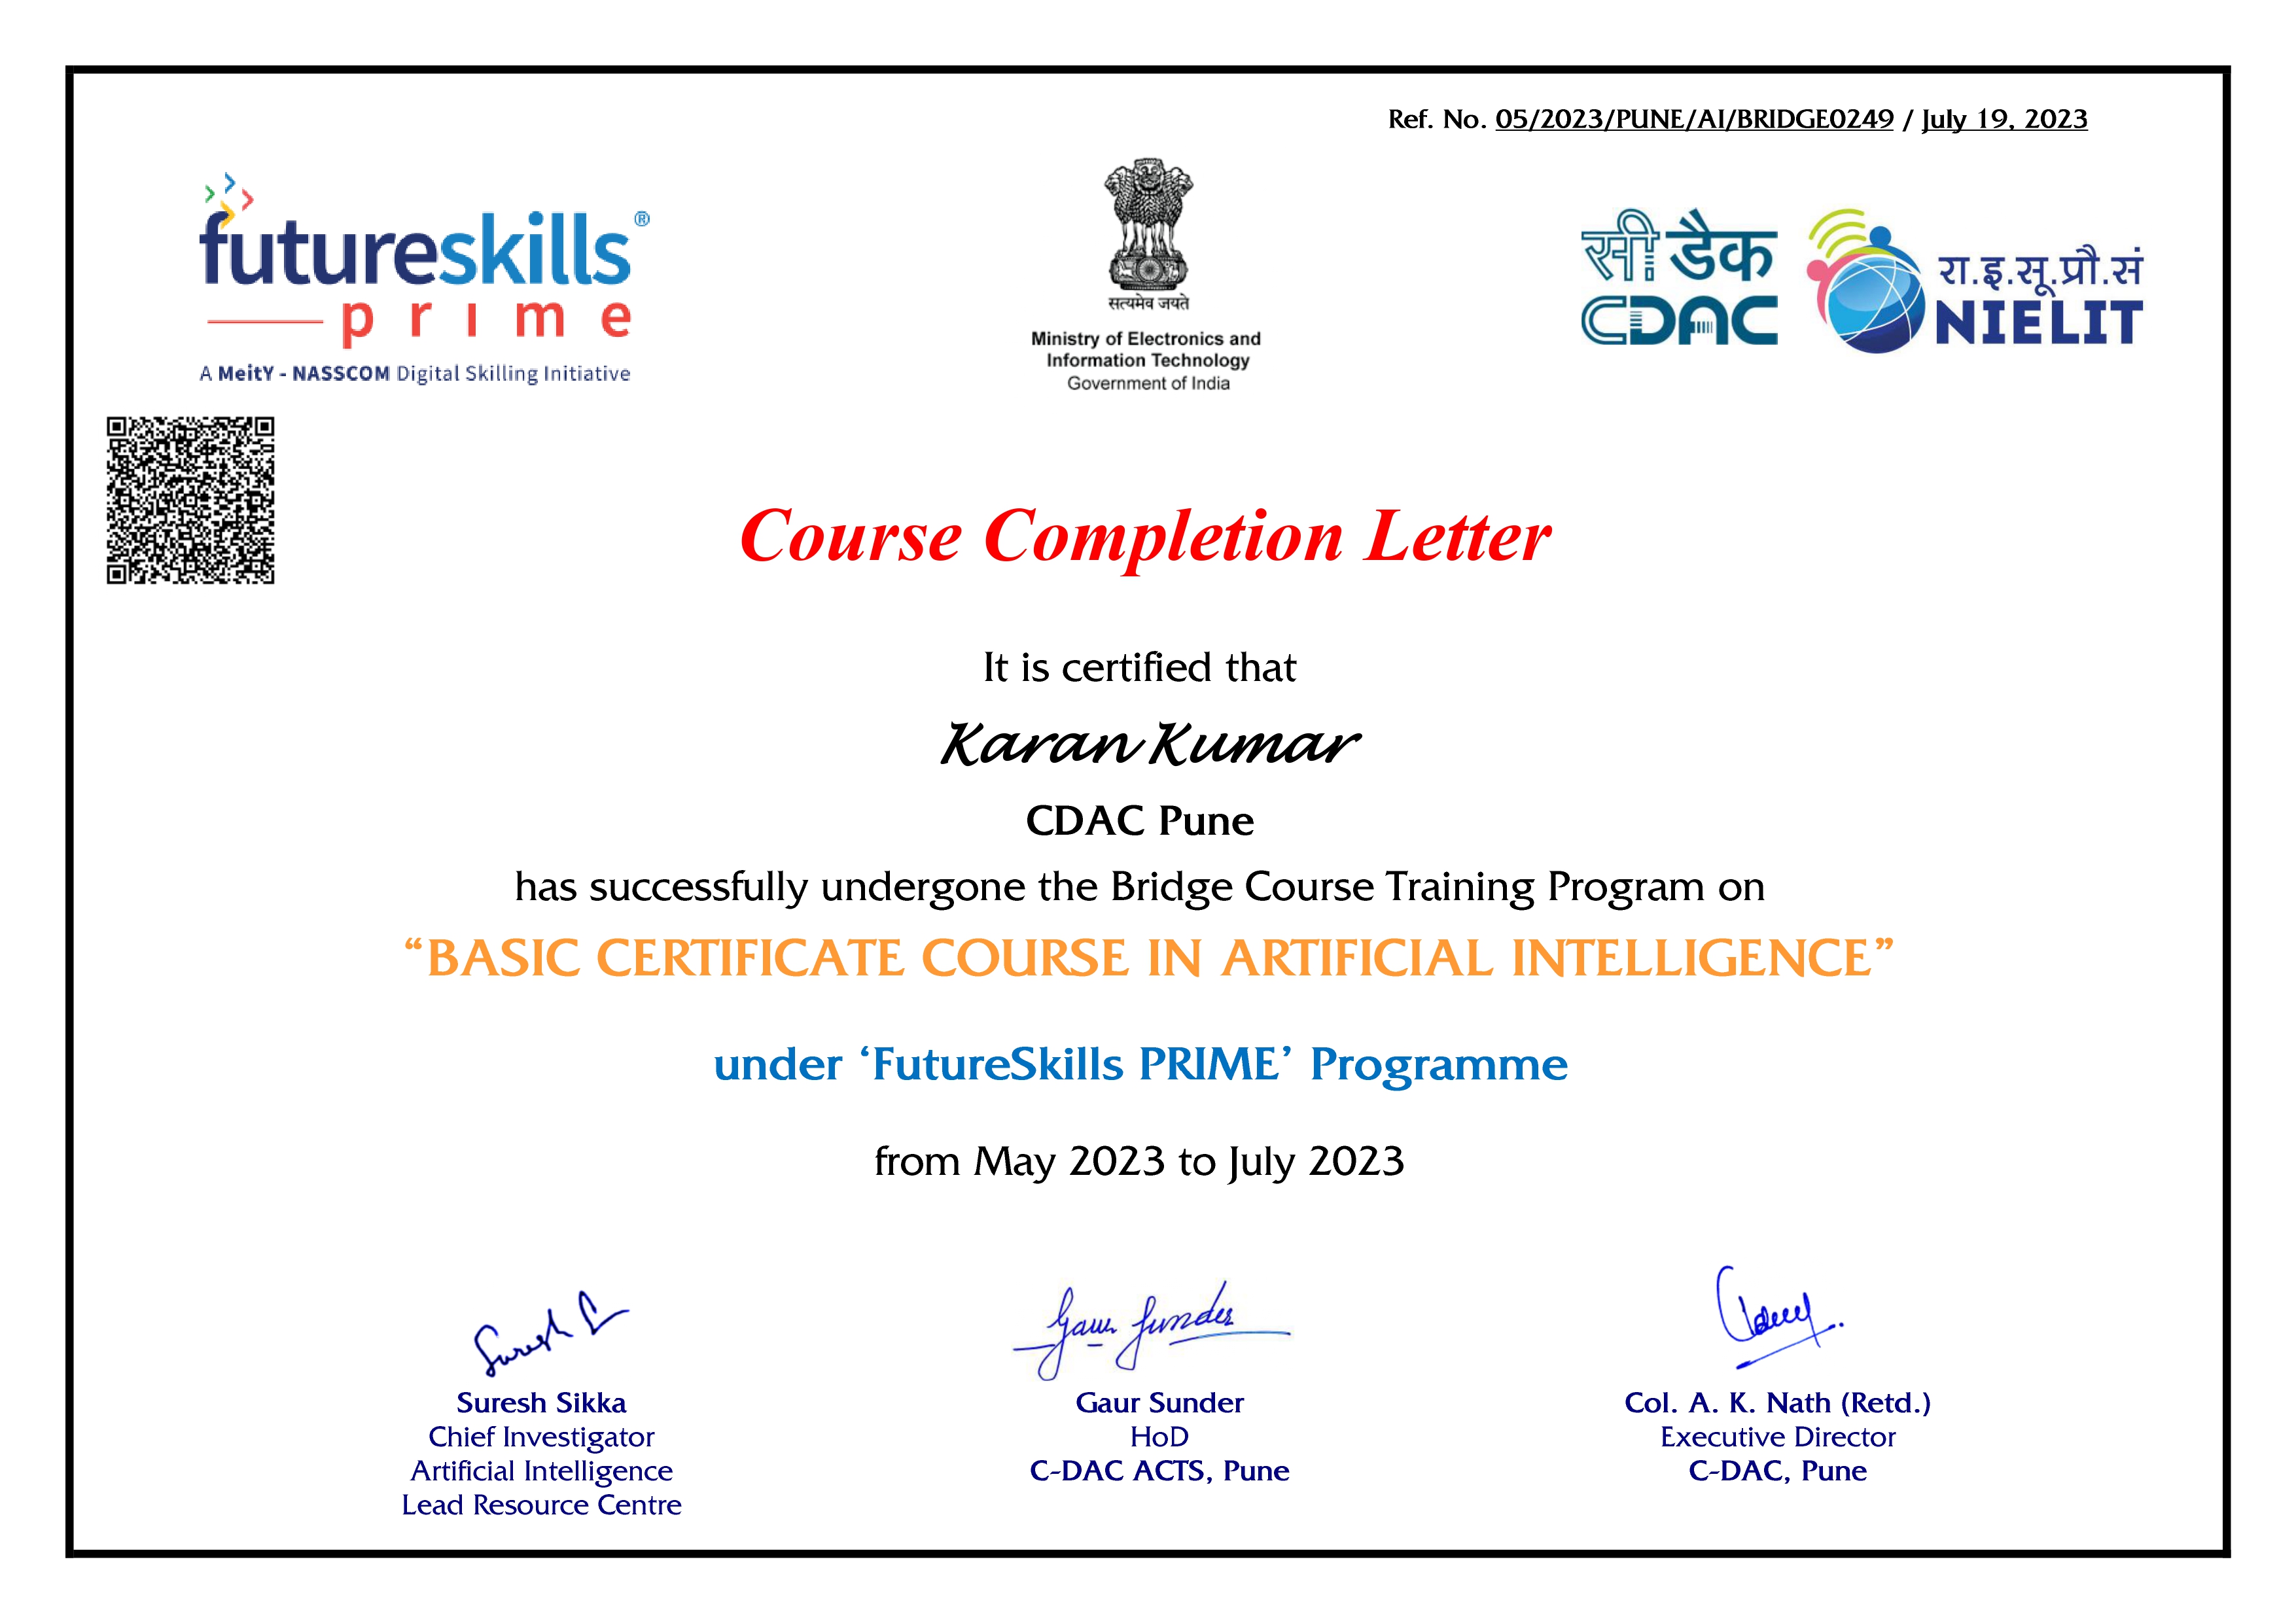 Ref. No. 05/2023/PUNE/AI/BRIDGE0249 / July 19, 2023
futureskills®
prime
A MeitY - NASSCOM Digital Skilling Initiative
सत्यमेव जयते
Ministry of Electronics and
Information Technology
Government of India
सी डैक
CDAC
रा.इ.सू.प्रौ.सं
NIELIT
Course Completion Letter
It is certified that
Karan Kumar
CDAC Pune
has successfully undergone the Bridge Course Training Program on
“BASIC CERTIFICATE COURSE IN ARTIFICIAL INTELLIGENCE”
under ‘FutureSkills PRIME’ Programme
from May 2023 to July 2023
Suresh S
Gaur Sunder
Suresh Sikka
Chief Investigator
Artificial Intelligence
Lead Resource Centre
Gaur Sunder
HoD
C-DAC ACTS, Pune
Col. A. K. Nath (Retd.)
Executive Director
C-DAC, Pune